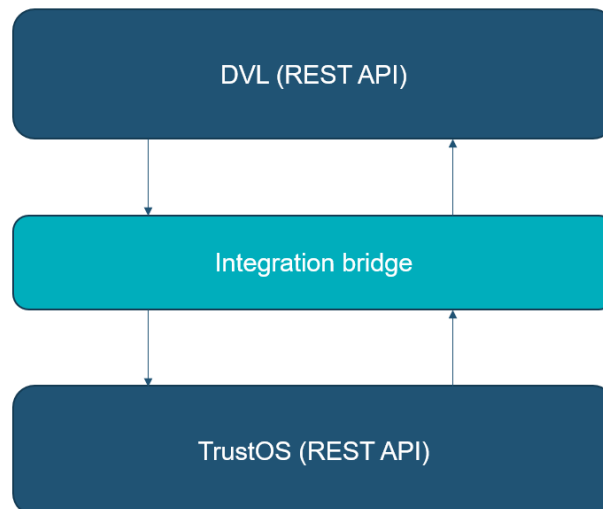 DVL (REST API)
Integration bridge
TrustOS (REST API)